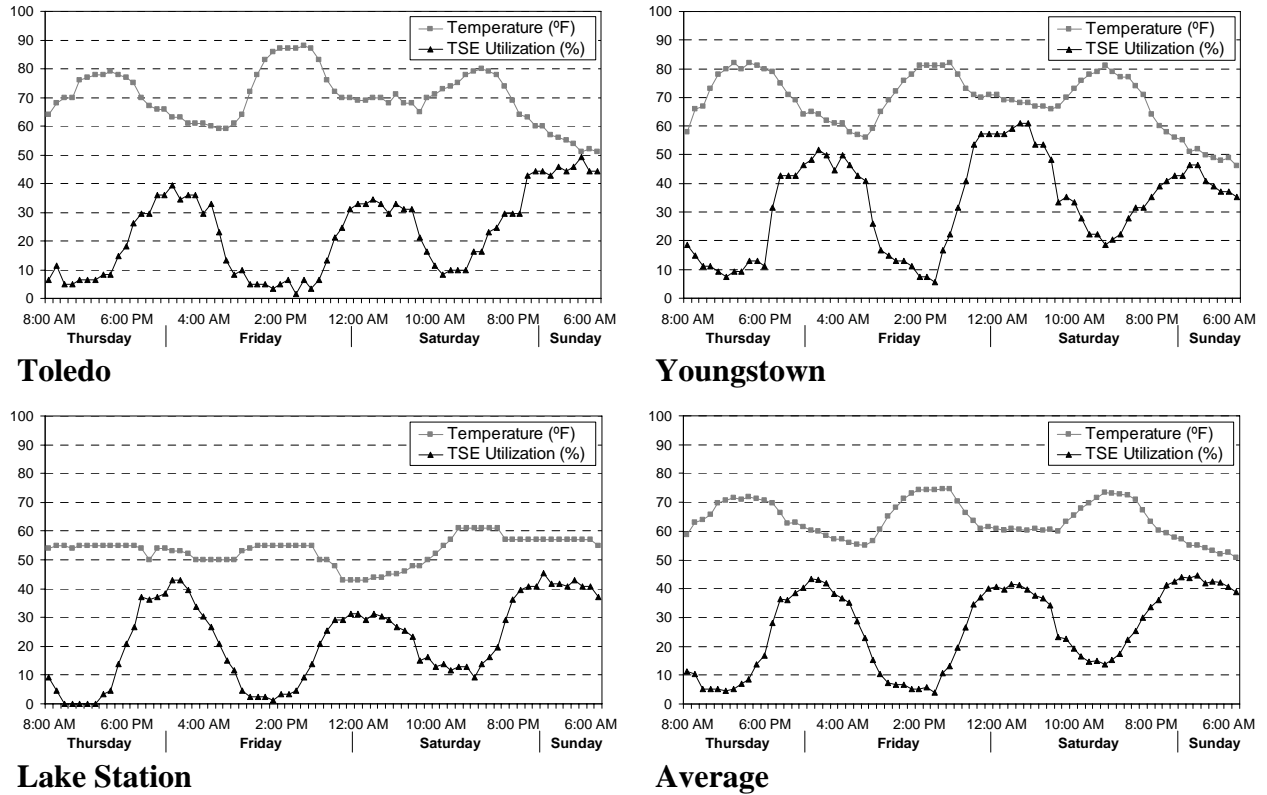 100
90
80
70
60
50
40
30
20
10
0
Temperature (ºF)
TSE Utilization (%)
8:00 AM 6:00 PM 4:00 AM 2:00 PM 12:00 AM 10:00 AM 8:00 PM 6:00 AM
Thursday Friday Saturday Sunday
Toledo
100
90
80
70
60
50
40
30
20
10
0
Temperature (ºF)
TSE Utilization (%)
8:00 AM 6:00 PM 4:00 AM 2:00 PM 12:00 AM 10:00 AM 8:00 PM 6:00 AM
Thursday Friday Saturday Sunday
Youngstown
100
90
80
70
60
50
40
30
20
10
0
Temperature (ºF)
TSE Utilization (%)
8:00 AM 6:00 PM 4:00 AM 2:00 PM 12:00 AM 10:00 AM 8:00 PM 6:00 AM
Thursday Friday Saturday Sunday
Lake Station
100
90
80
70
60
50
40
30
20
10
0
Temperature (ºF)
TSE Utilization (%)
8:00 AM 6:00 PM 4:00 AM 2:00 PM 12:00 AM 10:00 AM 8:00 PM 6:00 AM
Thursday Friday Saturday Sunday
Average